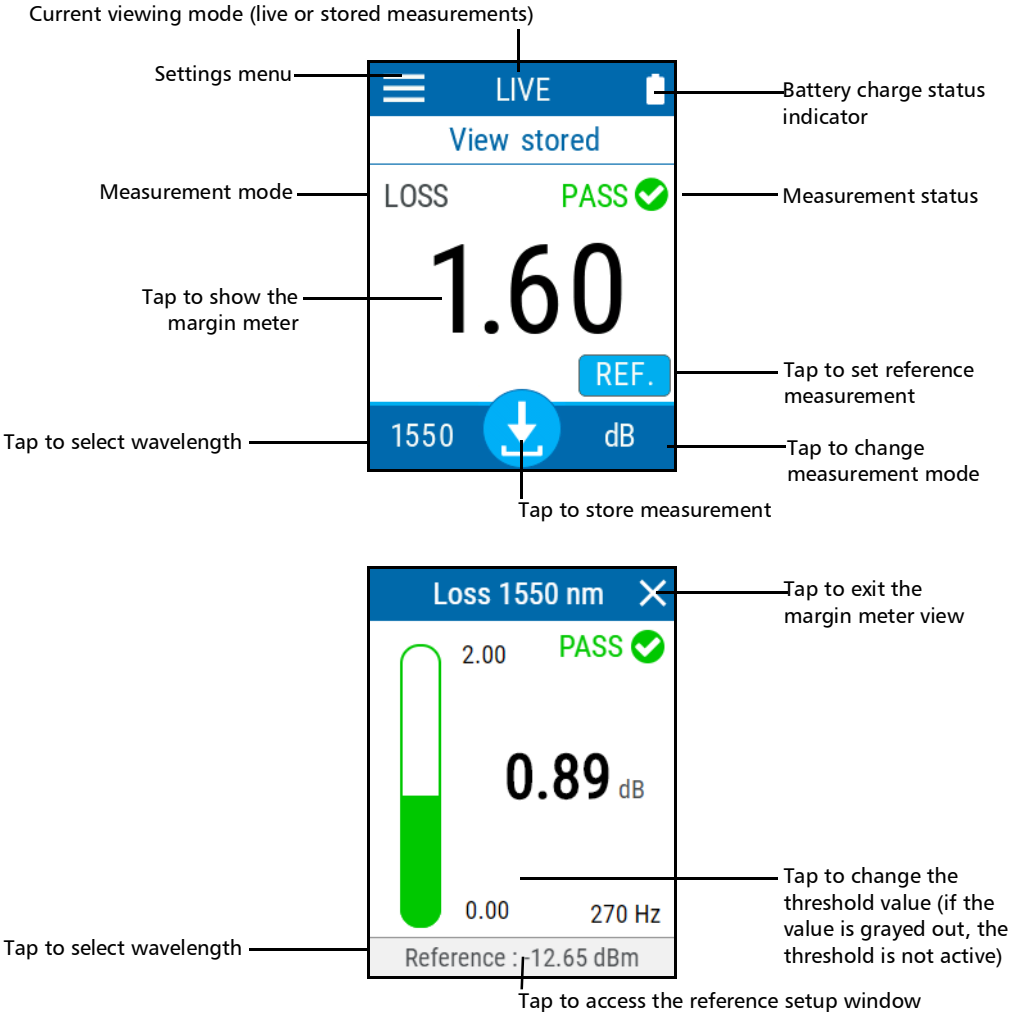 Current viewing mode (live or stored measurements)
Settings menu
LIVE
Battery charge status
indicator
View stored
Measurement mode
LOSS
PASS
Measurement status
1.60
Tap to show the
margin meter
REF.
Tap to set reference
measurement
Tap to select wavelength
1550
dB
Tap to change
measurement mode
Tap to store measurement
Loss 1550 nm
Tap to exit the
margin meter view
PASS
2.00
0.89 dB
Tap to change the
threshold value (if the
value is grayed out, the
threshold is not active)
0.00
270 Hz
Tap to select wavelength
Reference : -12.65 dBm
Tap to access the reference setup window